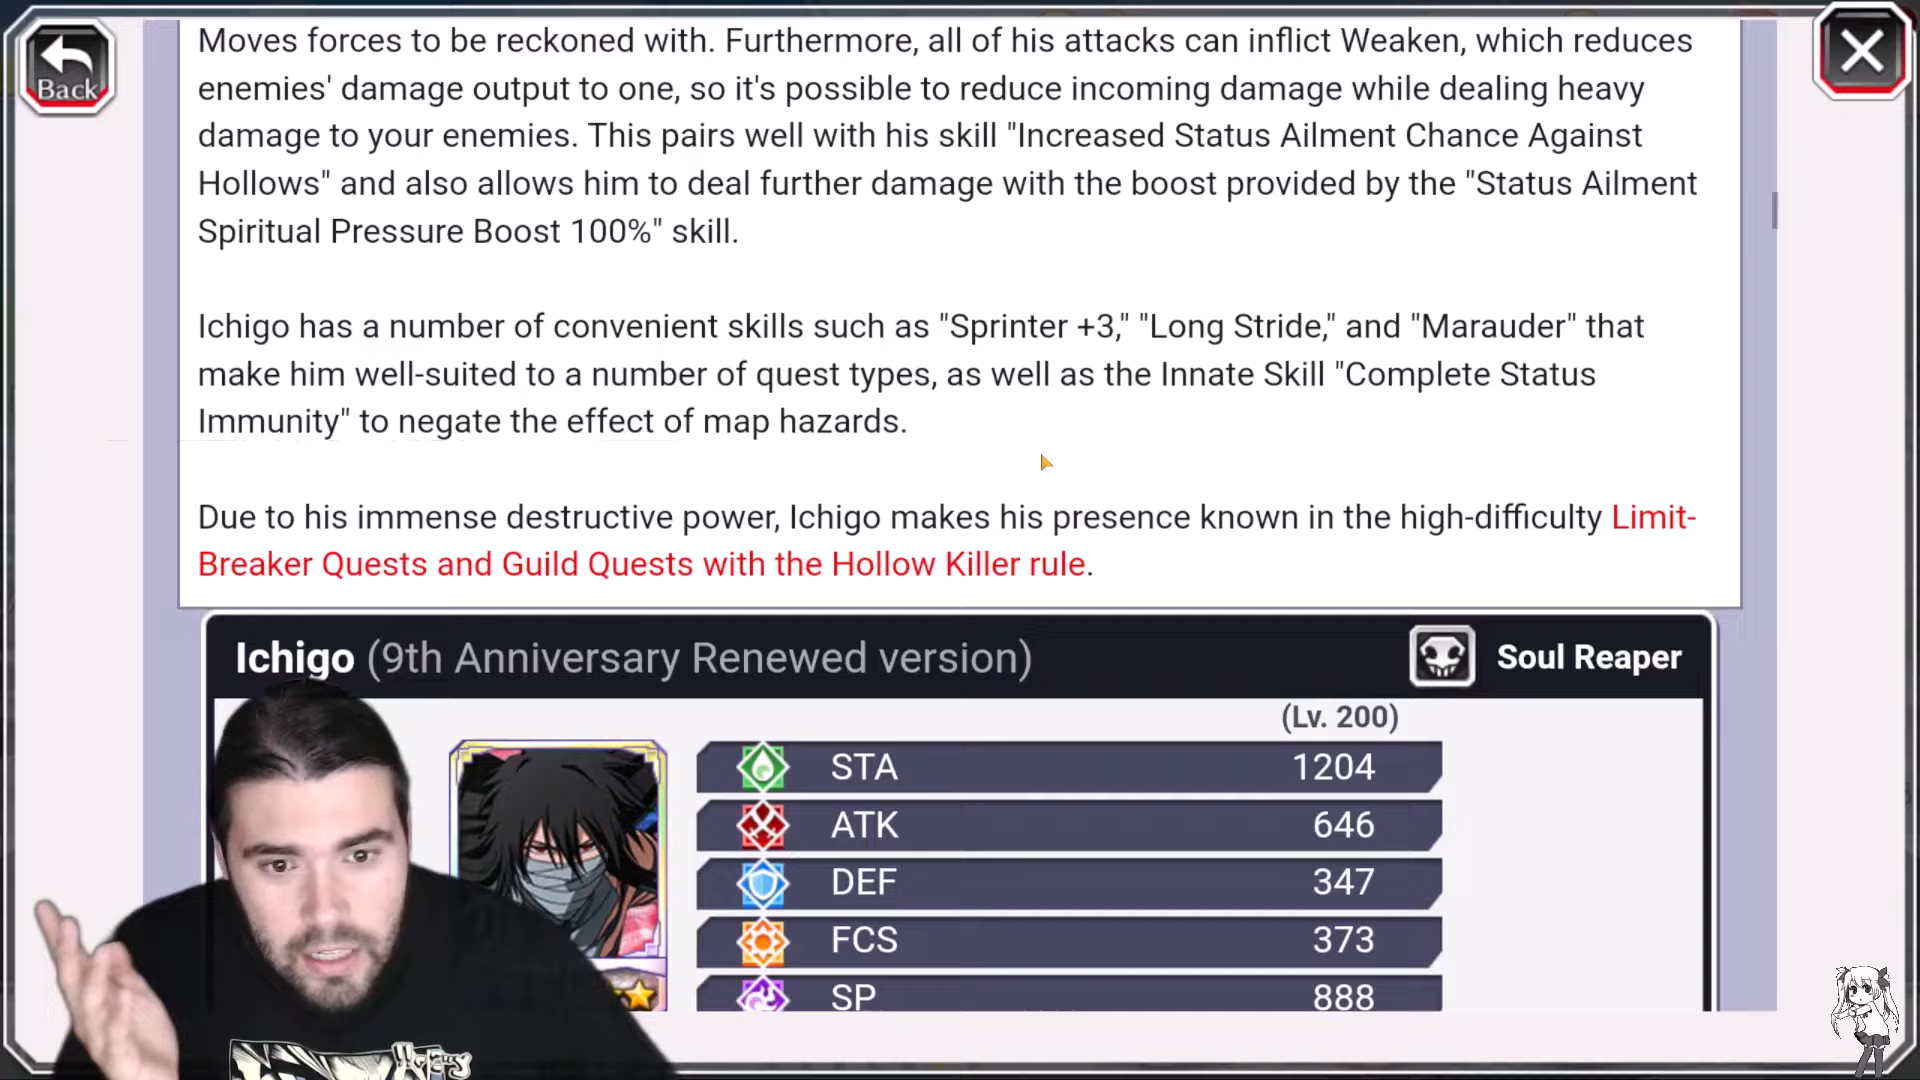 Back
Moves forces to be reckoned with. Furthermore, all of his attacks can inflict Weaken, which reduces
enemies' damage output to one, so it's possible to reduce incoming damage while dealing heavy
damage to your enemies. This pairs well with his skill "Increased Status Ailment Chance Against
Hollows" and also allows him to deal further damage with the boost provided by the "Status Ailment
Spiritual Pressure Boost 100%" skill.
Ichigo has a number of convenient skills such as "Sprinter +3," "Long Stride," and "Marauder" that
make him well-suited to a number of quest types, as well as the Innate Skill "Complete Status
Immunity" to negate the effect of map hazards.
Due to his immense destructive power, Ichigo makes his presence known in the high-difficulty Limit-
Breaker Quests and Guild Quests with the Hollow Killer rule.
Ichigo (9th Anniversary Renewed version)
Soul Reaper
(Lv. 200)
STA 1204
ATK 646
DEF 347
FCS 373
SP 888